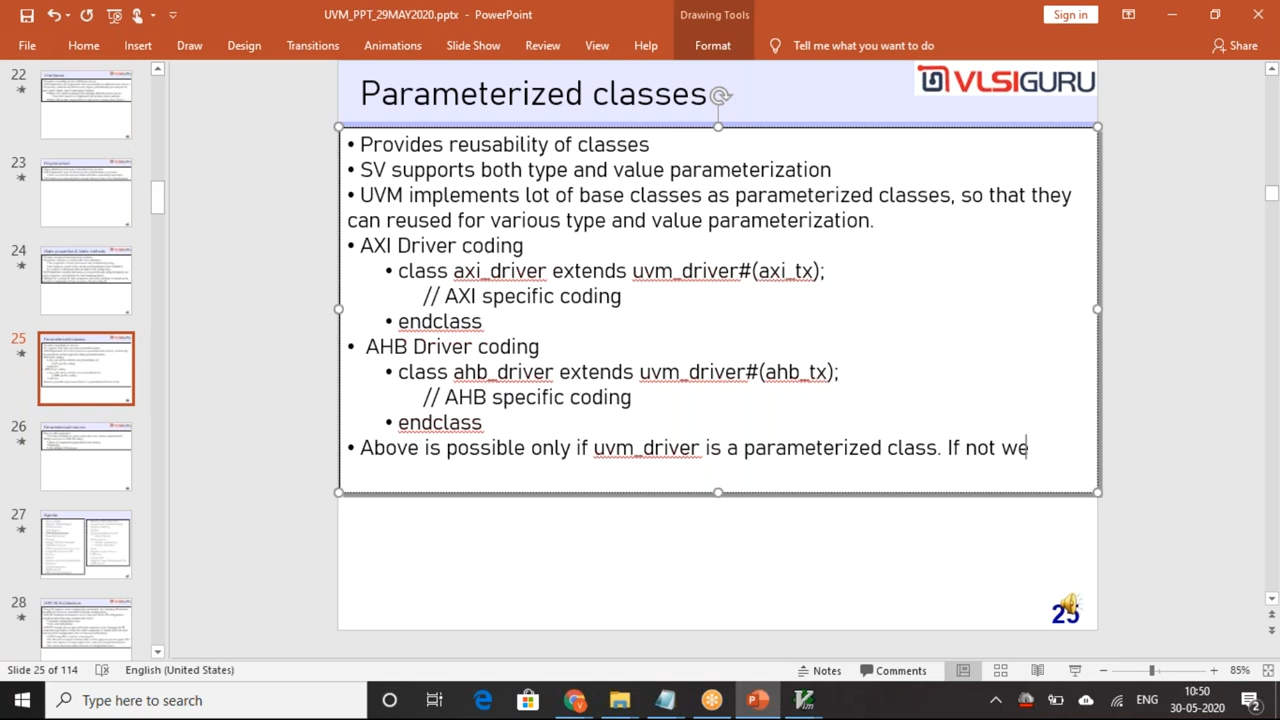 UVM_PPT_29MAY2020.pptx - PowerPoint
Drawing Tools
Sign in
File Home Insert Draw Design Transitions Animations Slide Show Review View Help Format Tell me what you want to do Share
22
23
24
25
26
27
28
Parameterized classes
VLSIGURU
• Provides reusability of classes
• SV supports both type and value parameterization
• UVM implements lot of base classes as parameterized classes, so that they
can reused for various type and value parameterization.
• AXI Driver coding
• class axi_driver extends uvm_driver#(axi_tx);
// AXI specific coding
• endclass
• AHB Driver coding
• class ahb_driver extends uvm_driver#(ahb_tx);
// AHB specific coding
• endclass
• Above is possible only if uvm_driver is a parameterized class. If not we
25
Slide 25 of 114 English (United States) Notes Comments 85%
Type here to search
ENG
10:50
30-05-2020
2